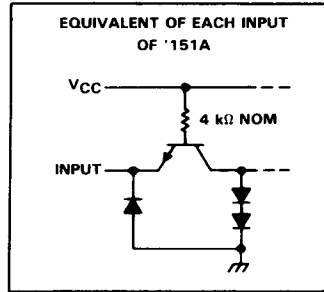 EQUIVALENT OF EACH INPUT
OF '151A
VCC
4 kΩ NOM
INPUT